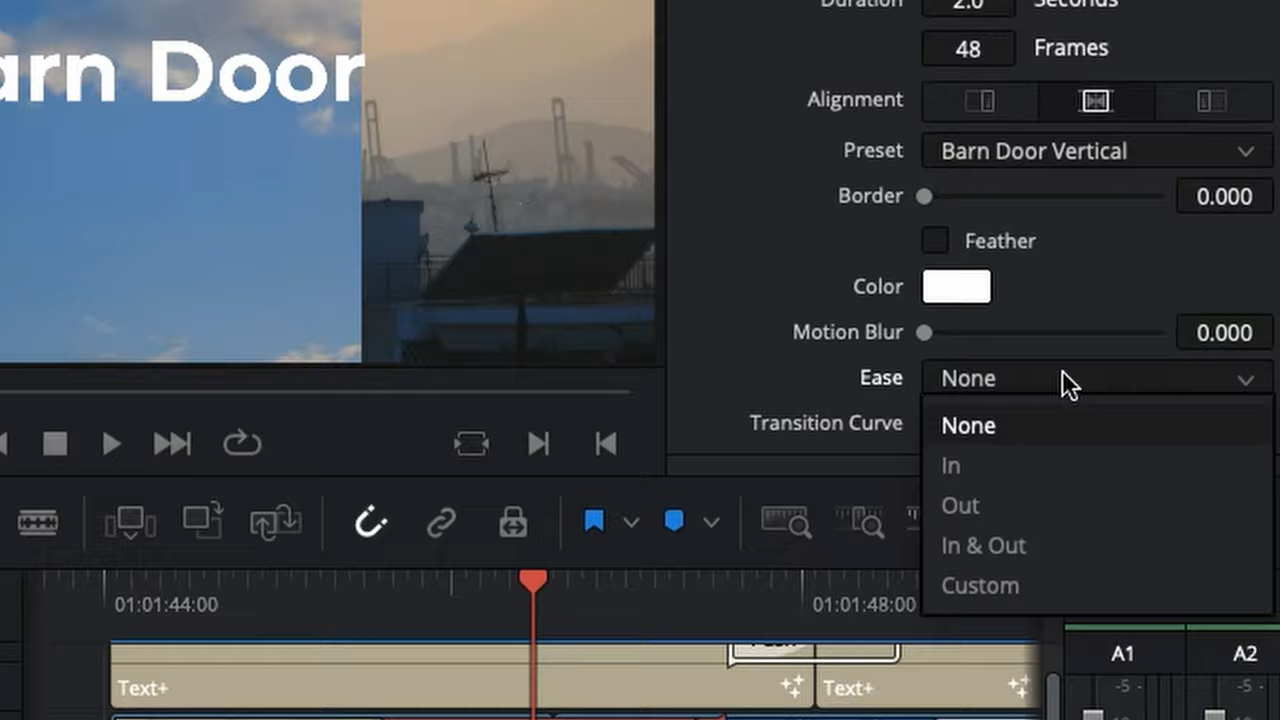 Duration 2.0 Seconds
arn Door
48 Frames
Alignment
Preset Barn Door Vertical
Border 0.000
Feather
Color
Motion Blur 0.000
Ease None
None
Transition Curve
In
Out
In & Out
Custom
01:01:44:00
01:01:48:00
A1
A2
Text+
Text+
-5
-5